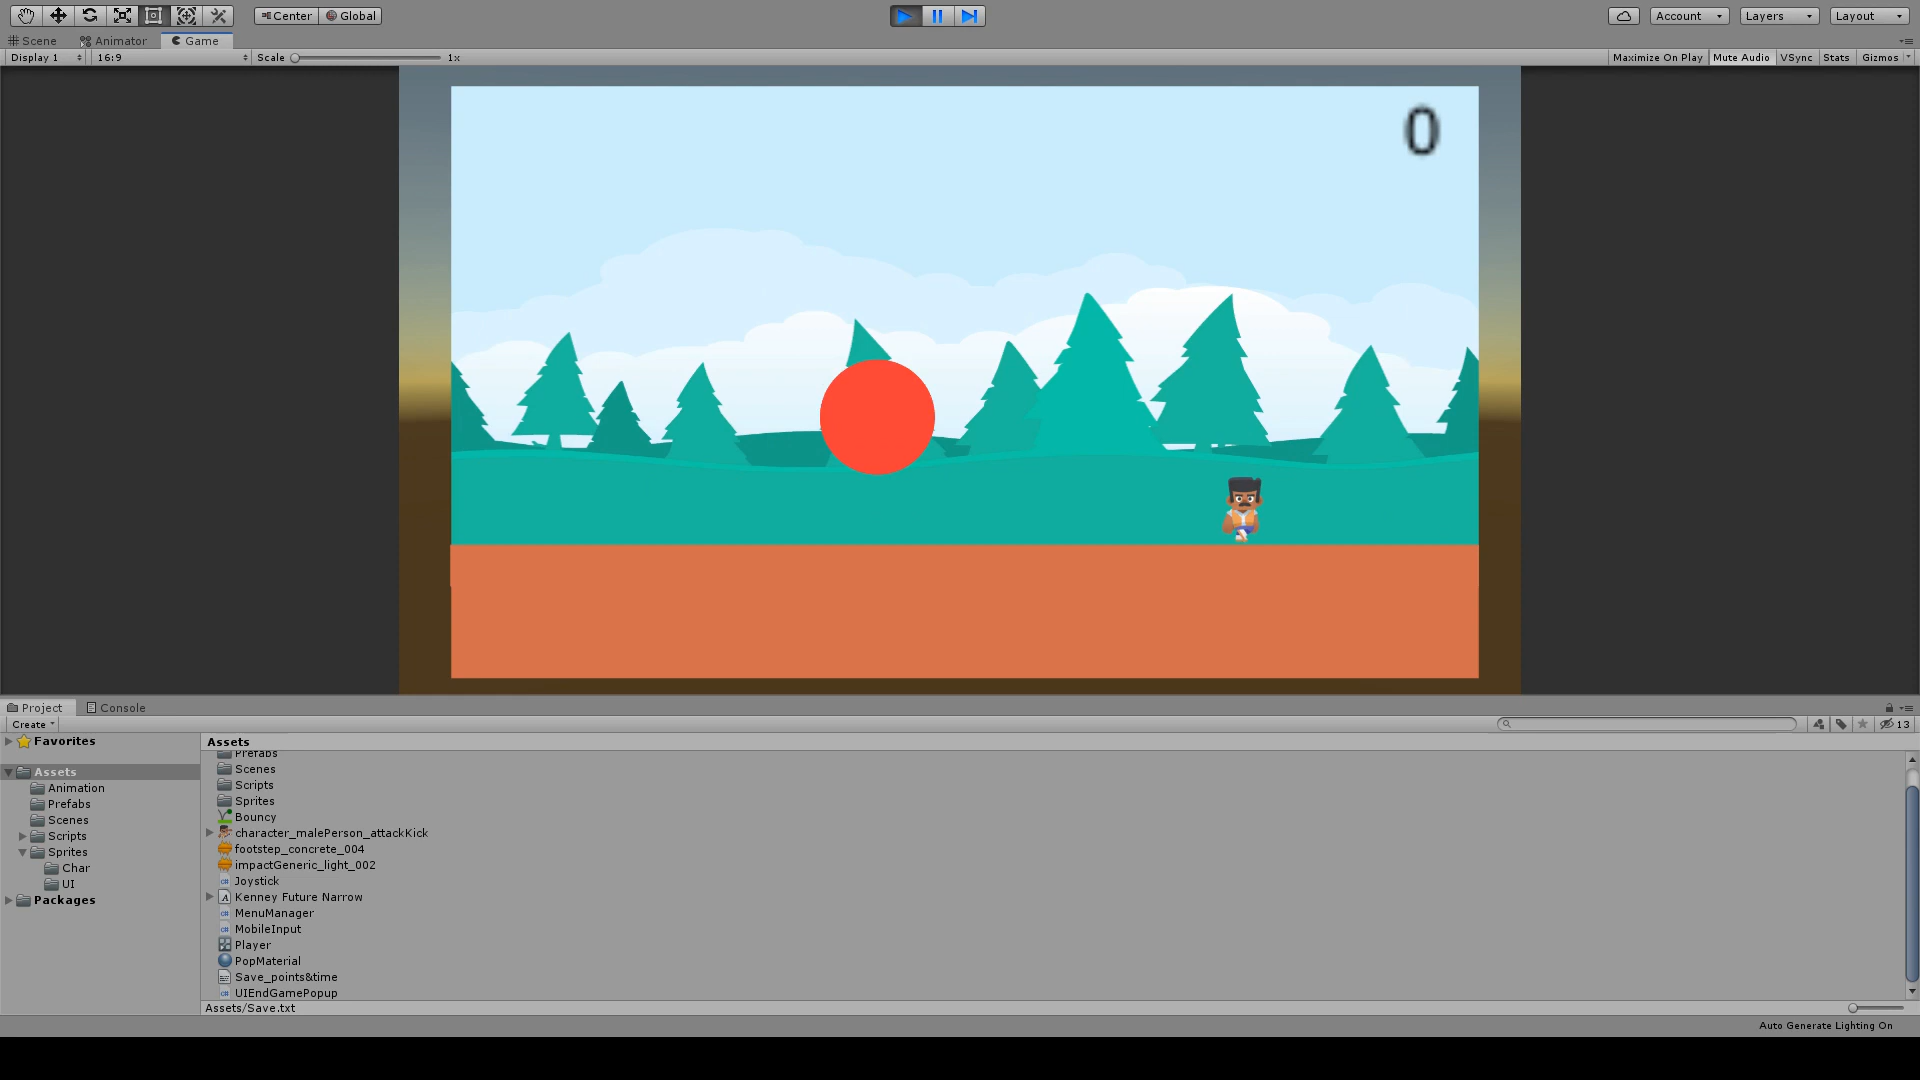 Center Global Account Layers Layout
Scene Animator Game
Display 1 16:9 Scale 1x Maximize On Play Mute Audio VSync Stats Gizmos
0
Project Console
Create 13
Favorites
Assets
Animation
Prefabs
Scenes
Scripts
Sprites
Char
UI
Packages
Assets
Prefabs
Scenes
Scripts
Sprites
Bouncy
character_malePerson_attackKick
footstep_concrete_004
impactGeneric_light_002
Joystick
Kenney Future Narrow
MenuManager
MobileInput
Player
PopMaterial
Save_points&time
UIEndGamePopup
Assets/Save.txt
Auto Generate Lighting On